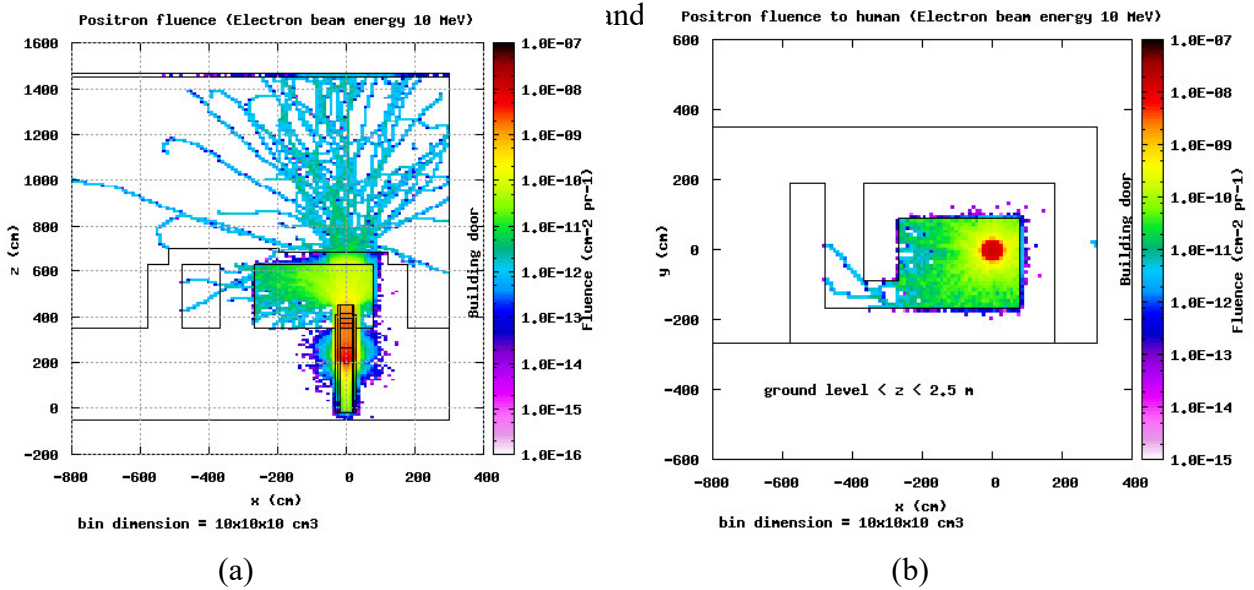 Positron fluence (Electron beam energy 10 MeV)
1600
1400
1200
1000
800
600
400
200
0
-200
z (cm)
-800 -600 -400 -200 0 200 400
x (cm)
bin dimension = 10x10x10 cm3
Building door
1.0E-07
1.0E-08
1.0E-09
1.0E-10
1.0E-11
1.0E-12
1.0E-13
1.0E-14
1.0E-15
1.0E-16
Fluence (cm-2 pr-1)
(a)
and
Positron fluence to human (Electron beam energy 10 MeV)
600
400
200
0
-200
-400
-600
y (cm)
ground level < z < 2.5 m
-800 -600 -400 -200 0 200 400
x (cm)
bin dimension = 10x10x10 cm3
Building door
1.0E-07
1.0E-08
1.0E-09
1.0E-10
1.0E-11
1.0E-12
1.0E-13
1.0E-14
1.0E-15
Fluence (cm-2 pr-1)
(b)